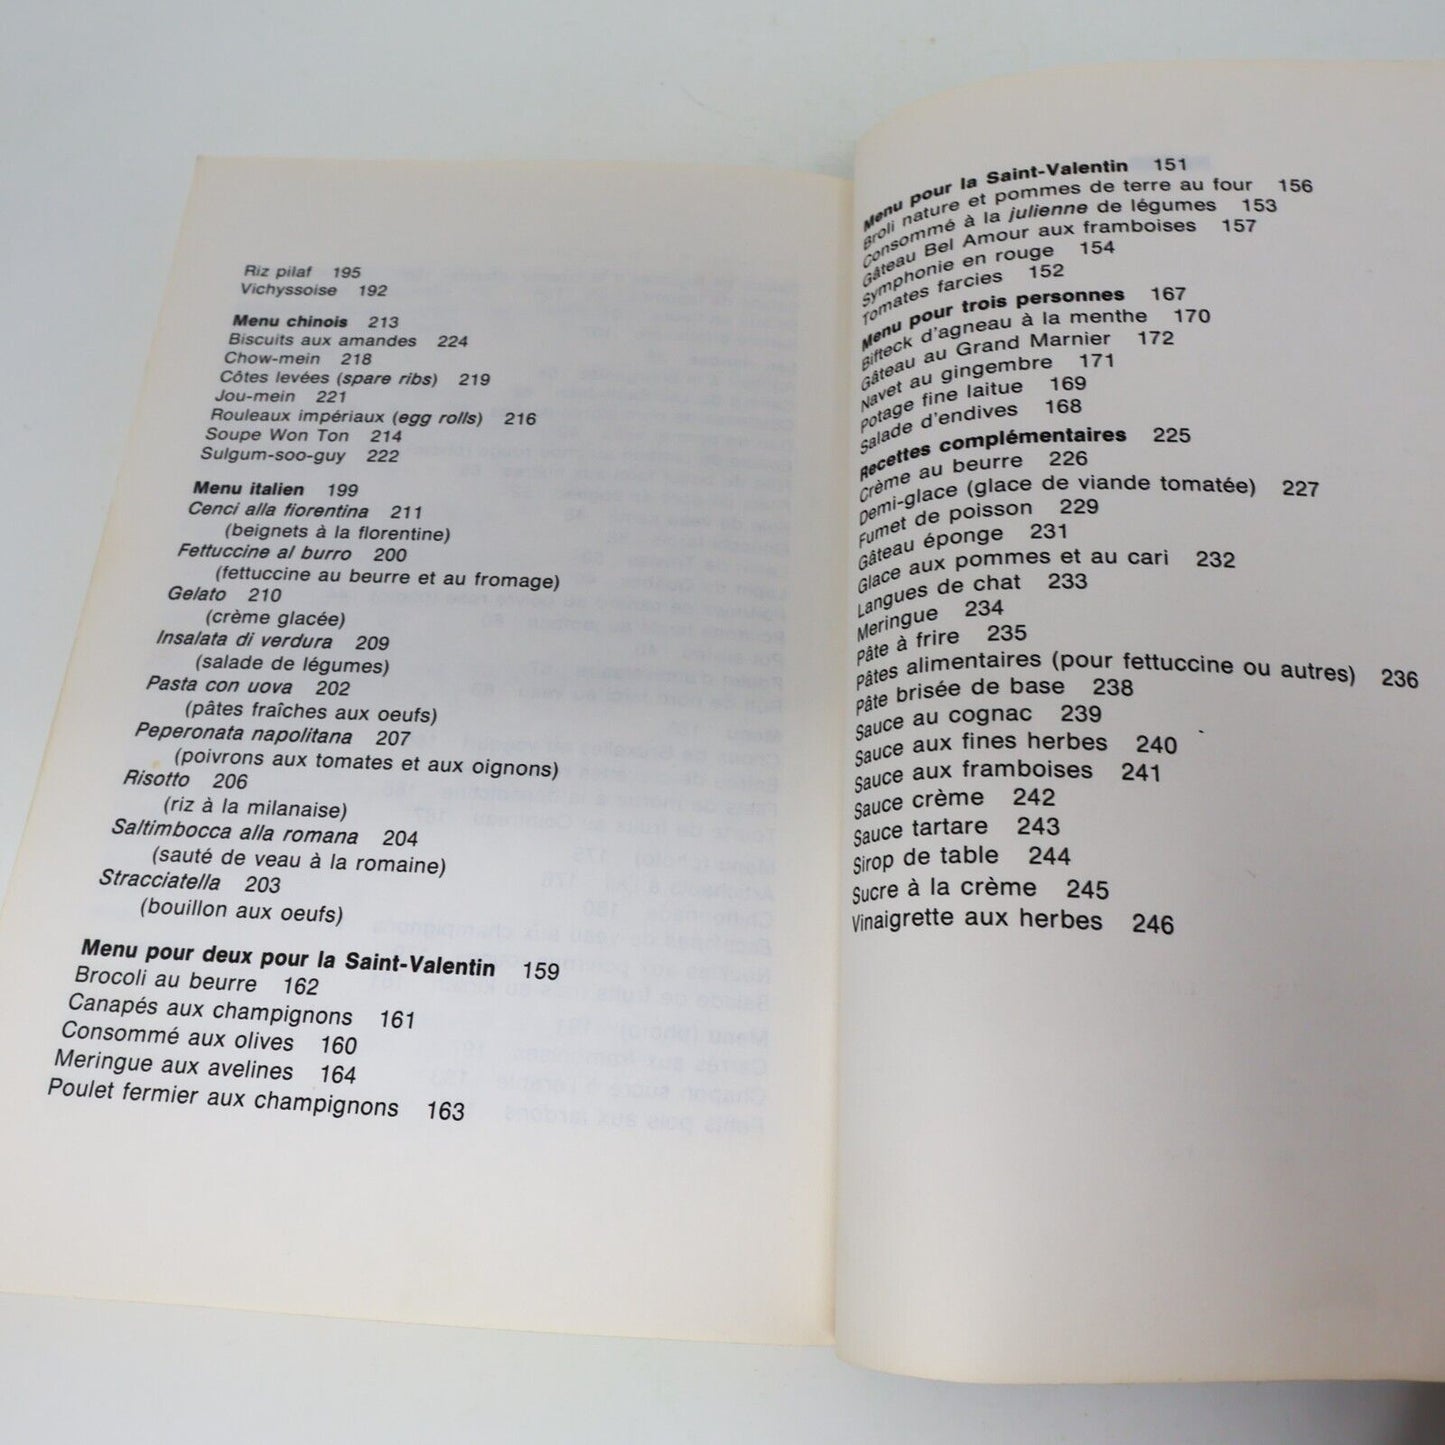 Riz pilaf 195
Vichyssoise 192
Menu chinois 213
Biscuits aux amandes 224
Chow-mein 218
Côtes levées (spare ribs) 219
Jou-mein 221
Rouleaux impériaux (egg rolls) 216
Soupe Won Ton 214
Sulgum-soo-guy 222
Menu italien 199
Cenci alla fiorentina 211
(beignets à la florentine)
Fettuccine al burro 200
(fettuccine au beurre et au fromage)
Gelato 210
(crème glacée)
Insalata di verdura 209
(salade de légumes)
Pasta con uova 202
(pâtes fraîches aux oeufs)
Peperonata napolitana 207
(poivrons aux tomates et aux oignons)
Risotto 206
(riz à la milanaise)
Saltimbocca alla romana 204
(sauté de veau à la romaine)
Stracciatella 203
(bouillon aux oeufs)
Menu pour deux pour la Saint-Valentin 159
Brocoli au beurre 162
Canapés aux champignons 161
Consommé aux olives 160
Meringue aux avelines 164
Poulet fermier aux champignons 163
Menu pour la Saint-Valentin 151
Broli nature et pommes de terre au four 156
Consommé à la julienne de légumes 153
Gâteau Bel Amour aux framboises 157
Symphonie en rouge 154
Tomates farcies 152
Menu pour trois personnes 167
Bifteck d'agneau à la menthe 170
Gâteau au Grand Marnier 172
Navet au gingembre 171
Potage fine laitue 169
Salade d'endives 168
Recettes complémentaires 225
Crème au beurre 226
Demi-glace (glace de viande tomatée) 227
Fumet de poisson 229
Gâteau éponge 231
Glace aux pommes et au cari 232
Langues de chat 233
Meringue 234
Pâte à frire 235
Pâtes alimentaires (pour fettuccine ou autres) 236
Pâte brisée de base 238
Sauce au cognac 239
Sauce aux fines herbes 240
Sauce aux framboises 241
Sauce crème 242
Sauce tartare 243
Sirop de table 244
Sucre à la crème 245
Vinaigrette aux herbes 246